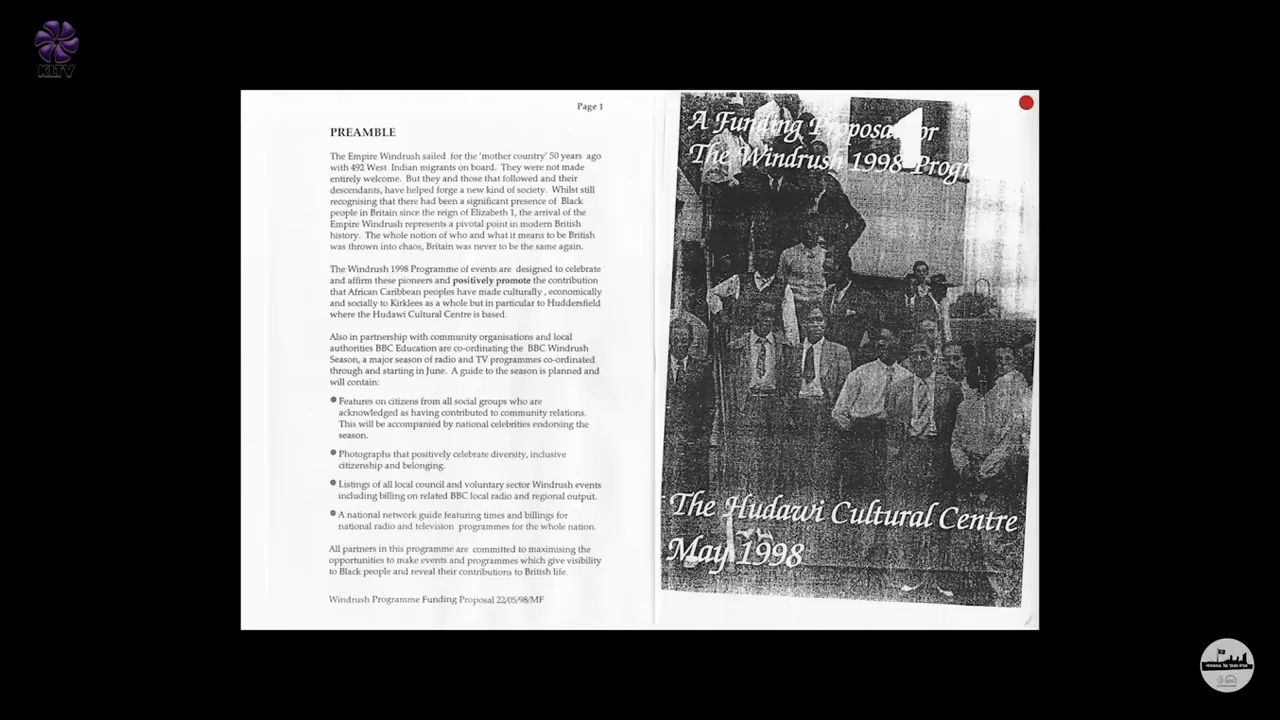 KLTV
Page 1
PREAMBLE
The Empire Windrush sailed for the 'mother country' 50 years ago
with 492 West Indian migrants on board. They were not made
entirely welcome. But they and those that followed and their
descendants, have helped forge a new kind of society. Whilst still
recognising that there had been a significant presence of Black
people in Britain since the reign of Elizabeth 1, the arrival of the
Empire Windrush represents a pivotal point in modern British
history. The whole notion of who and what it means to be British
was thrown into chaos, Britain was never to be the same again.
The Windrush 1998 Programme of events are designed to celebrate
and affirm these pioneers and positively promote the contribution
that African Caribbean peoples have made culturally , economically
and socially to Kirklees as a whole but in particular to Huddersfield
where the Hudawi Cultural Centre is based.
Also in partnership with community organisations and local
authorities BBC Education are co-ordinating the BBC Windrush
Season, a major season of radio and TV programmes co-ordinated
through and starting in June. A guide to the season is planned and
will contain:
Features on citizens from all social groups who are
acknowledged as having contributed to community relations.
This will be accompanied by national celebrities endorsing the
season.
Photographs that positively celebrate diversity, inclusive
citizenship and belonging.
Listings of all local council and voluntary sector Windrush events
including billing on related BBC local radio and regional output.
A national network guide featuring times and billings for
national radio and television programmes for the whole nation.
All partners in this programme are committed to maximising the
opportunities to make events and programmes which give visibility
to Black people and reveal their contributions to British life.
Windrush Programme Funding Proposal 22/05/98/MF
A Funding Proposal for
The Windrush 1998 Progr
1
The Hudawi Cultural Centre
May 1998